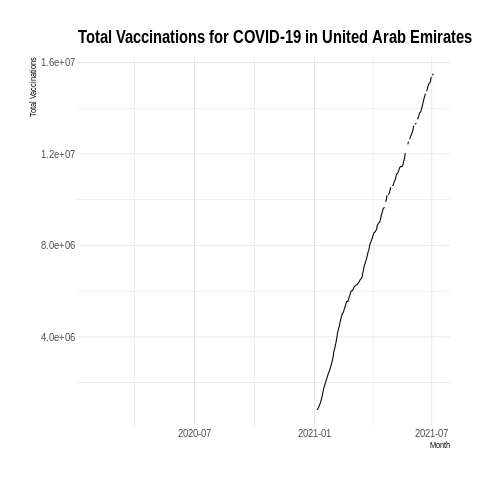 Total Vaccinations for COVID-19 in United Arab Emirates
Total Vaccinations
1.6e+07
1.2e+07
8.0e+06
4.0e+06
2020-07
2021-01
2021-07
Month